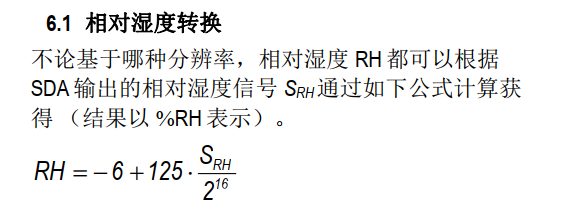 6.1 相对湿度转换
不论基于哪种分辨率，相对湿度 RH 都可以根据
SDA 输出的相对湿度信号 SRH 通过如下公式计算获
得 （结果以 %RH 表示）。
RH = − 6 + 125 · SRH / 2^16